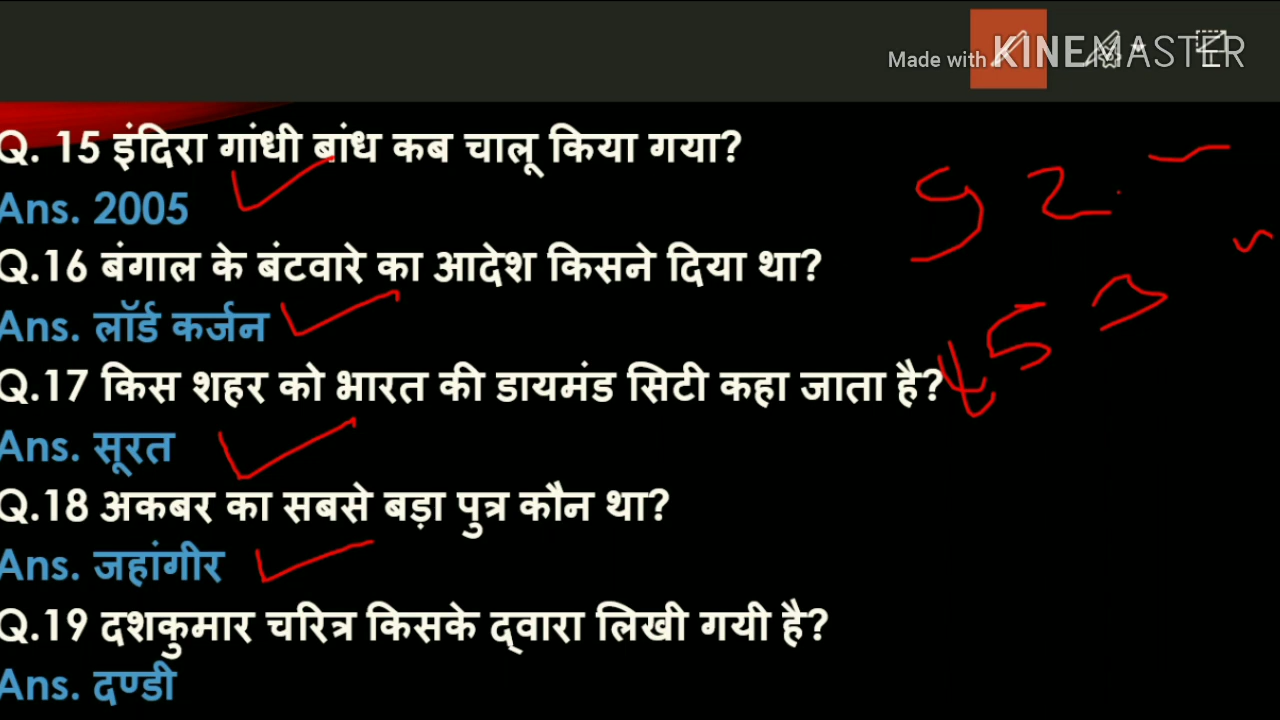 Made with KINEMASTER
Q. 15 इंदिरा गांधी बांध कब चालू किया गया?
Ans. 2005
Q.16 बंगाल के बंटवारे का आदेश किसने दिया था?
Ans. लॉर्ड कर्जन
Q.17 किस शहर को भारत की डायमंड सिटी कहा जाता है?
Ans. सूरत
Q.18 अकबर का सबसे बड़ा पुत्र कौन था?
Ans. जहांगीर
Q.19 दशकुमार चरित्र किसके द्वारा लिखी गयी है?
Ans. दण्डी